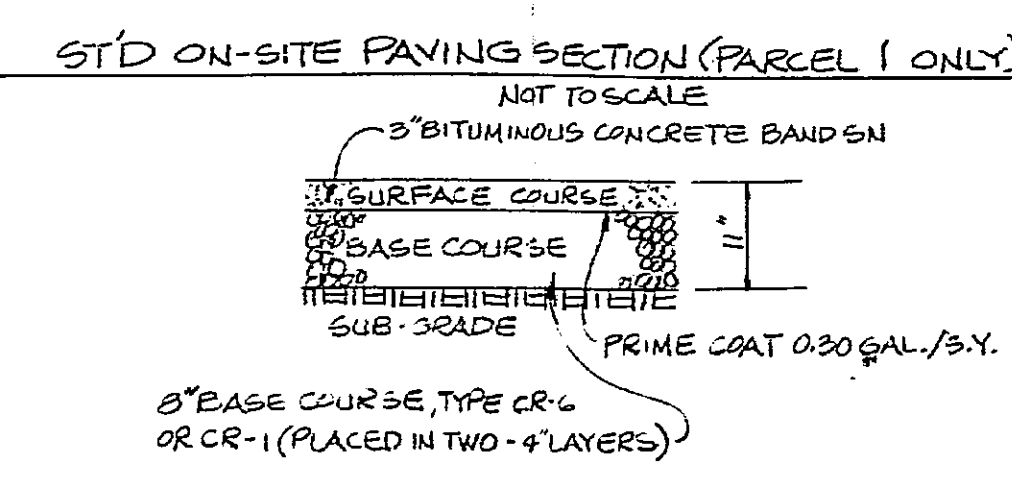 ST'D ON-SITE PAVING SECTION (PARCEL 1 ONLY)
NOT TO SCALE
3" BITUMINOUS CONCRETE BAND SN
SURFACE COURSE
BASE COURSE
11"
SUB-GRADE
PRIME COAT 0.30 GAL./S.Y.
8" BASE COURSE, TYPE CR-6
OR CR-1 (PLACED IN TWO - 4" LAYERS)